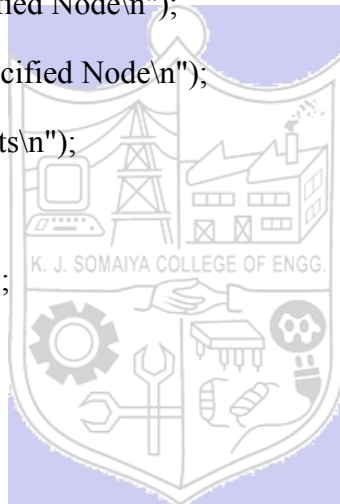 ified Node\n");
cified Node\n");
ts\n");
K. J. SOMAIYA COLLEGE OF ENGG.
;